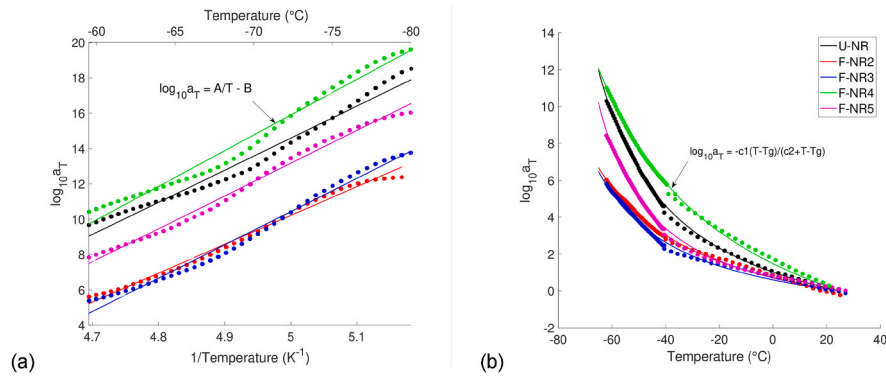 Temperature (°C)
-60 -65 -70 -75 -80
20
18
16
14
12
10
8
6
4
log10aT
log10aT = A/T - B
4.7 4.8 4.9 5 5.1
1/Temperature (K-1)
(a)
16
14
12
10
8
6
4
2
0
-2
log10aT
U-NR
F-NR2
F-NR3
F-NR4
F-NR5
log10aT = -c1(T-Tg)/(c2+T-Tg)
-80 -60 -40 -20 0 20 40
Temperature (°C)
(b)